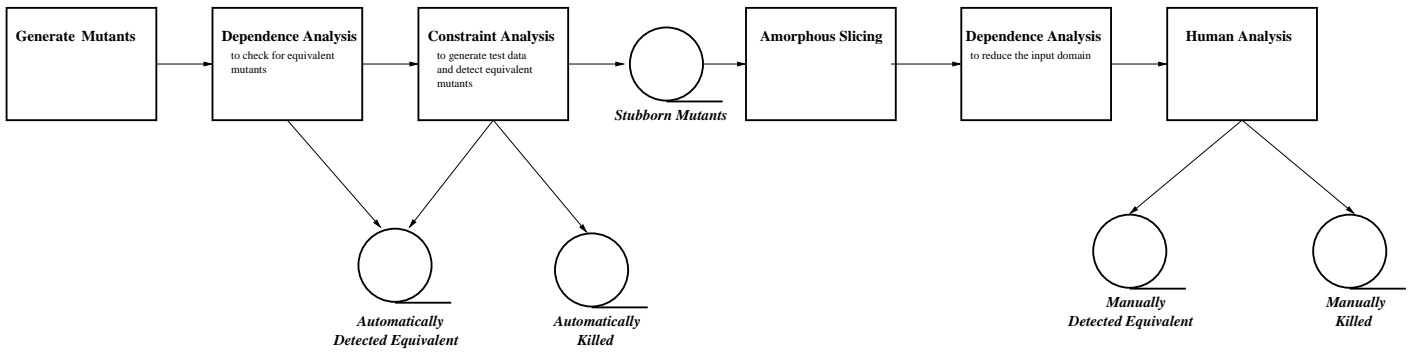 Generate Mutants
Dependence Analysis
to check for equivalent
mutants
Constraint Analysis
to generate test data
and detect equivalent
mutants
Stubborn Mutants
Amorphous Slicing
Dependence Analysis
to reduce the input domain
Human Analysis
Automatically
Detected Equivalent
Automatically
Killed
Manually
Detected Equivalent
Manually
Killed